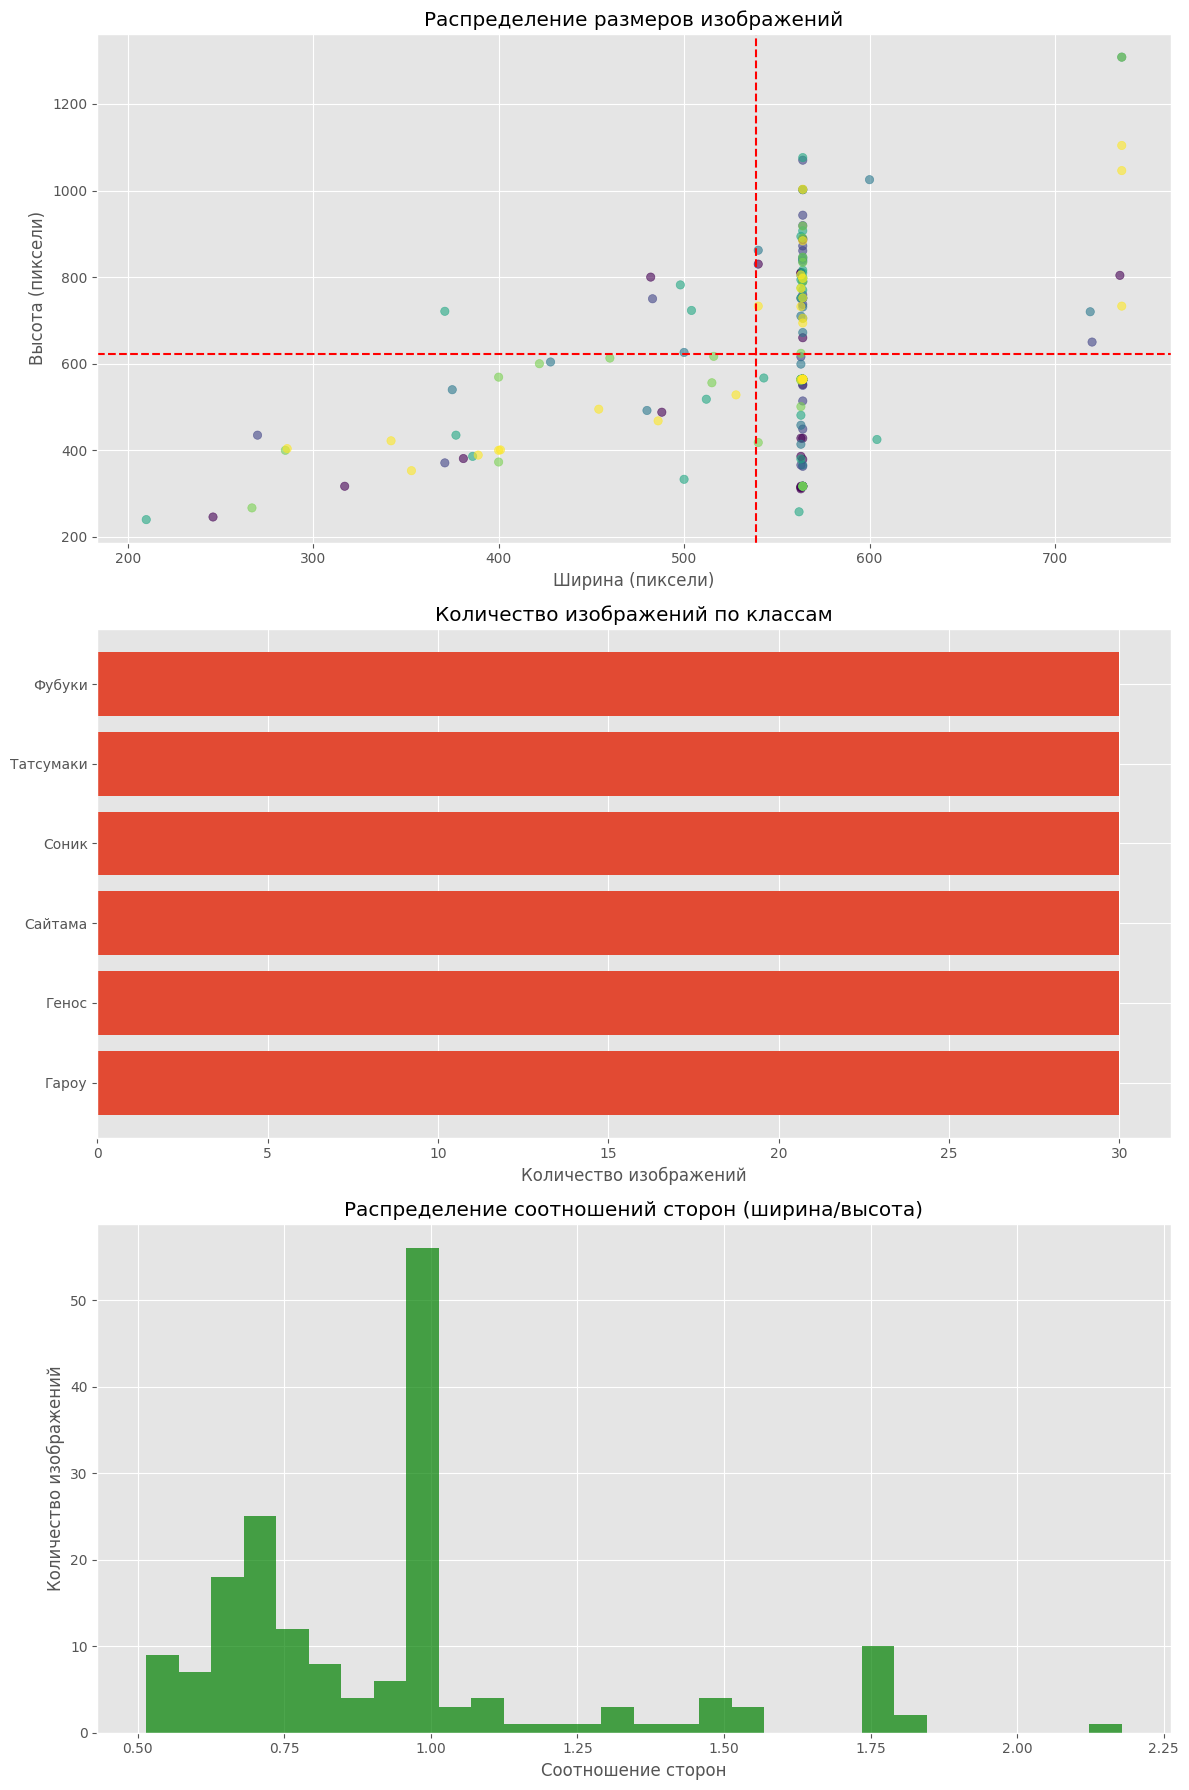 Распределение размеров изображений
1200
1000
800
600
400
200
Высота (пиксели)
200 300 400 500 600 700
Ширина (пиксели)
Количество изображений по классам
Фубуки
Татсумаки
Соник
Сайтама
Генос
Гароу
0 5 10 15 20 25 30
Количество изображений
Распределение соотношений сторон (ширина/высота)
50
40
30
20
10
0
Количество изображений
0.50 0.75 1.00 1.25 1.50 1.75 2.00 2.25
Соотношение сторон